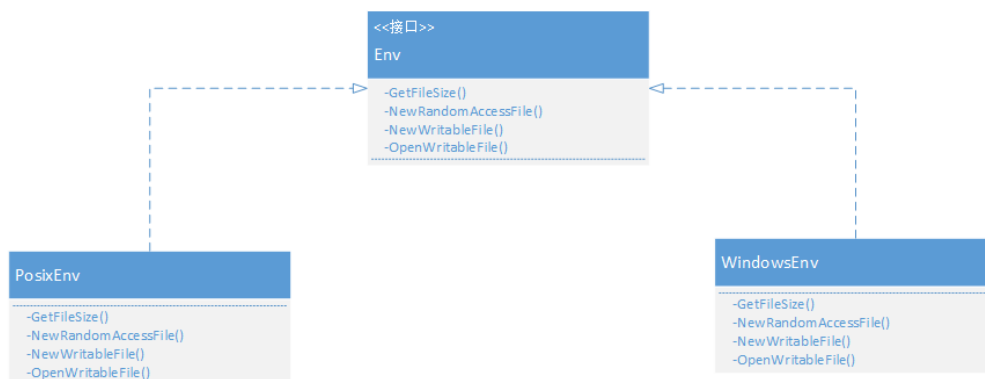 <<接口>>
Env
-GetFileSize()
-NewRandomAccessFile()
-NewWritableFile()
-OpenWritableFile()
PosixEnv
-GetFileSize()
-NewRandomAccessFile()
-NewWritableFile()
-OpenWritableFile()
WindowsEnv
-GetFileSize()
-NewRandomAccessFile()
-NewWritableFile()
-OpenWritableFile()